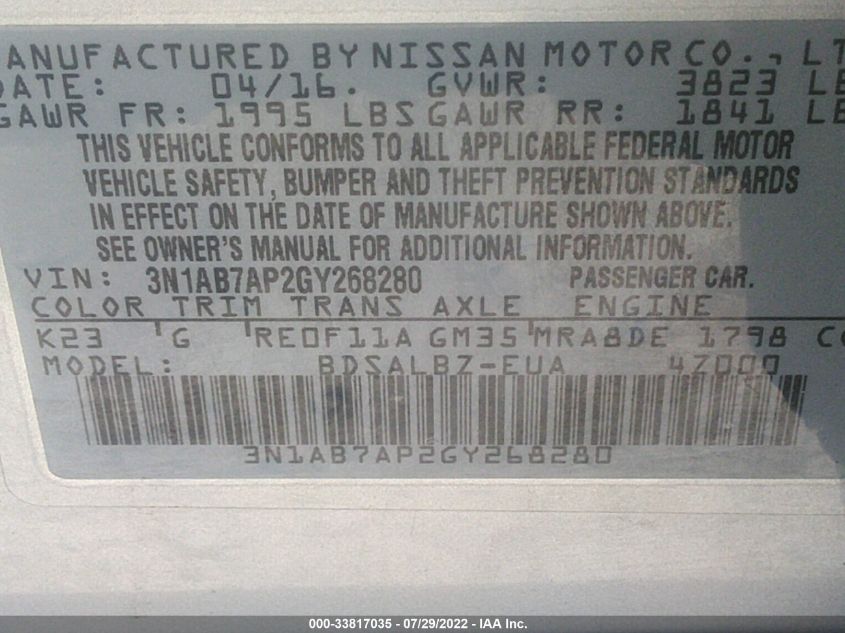 MANUFACTURED BY NISSAN MOTOR CO., LT
DATE: 04/16. GVWR: 3823 LB
GAWR FR: 1995 LBS GAWR RR: 1841 LB
THIS VEHICLE CONFORMS TO ALL APPLICABLE FEDERAL MOTOR
VEHICLE SAFETY, BUMPER AND THEFT PREVENTION STANDARDS
IN EFFECT ON THE DATE OF MANUFACTURE SHOWN ABOVE.
SEE OWNER'S MANUAL FOR ADDITIONAL INFORMATION.
VIN: 3N1AB7AP2GY268280 PASSENGER CAR.
COLOR TRIM TRANS AXLE ENGINE
K23 'G 'RE0F11A GM35 'MRA8DE 1798 CC
MODEL: BDSALBZ-EUA 4Z000
3N1AB7AP2GY268280
000-33817035 - 07/29/2022 - IAA Inc.